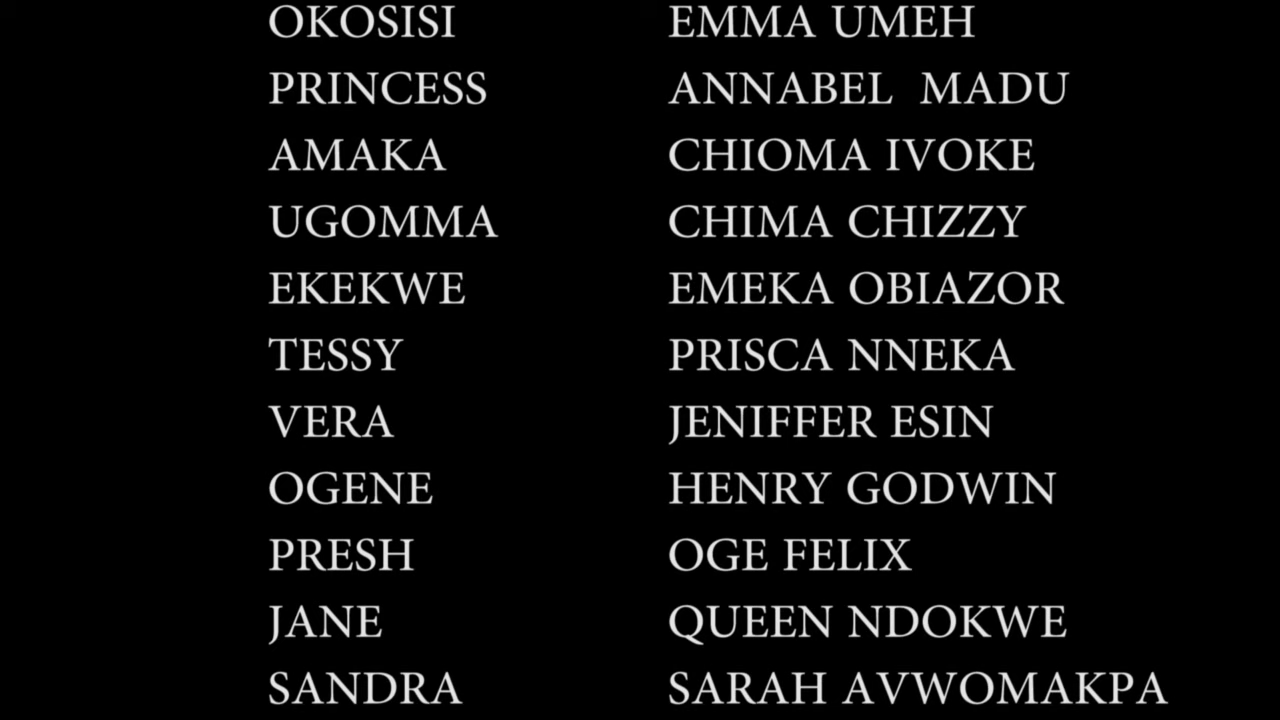 OKOSISI EMMA UMEH
PRINCESS ANNABEL MADU
AMAKA CHIOMA IVOKE
UGOMMA CHIMA CHIZZY
EKEKWE EMEKA OBIAZOR
TESSY PRISCA NNEKA
VERA JENIFFER ESIN
OGENE HENRY GODWIN
PRESH OGE FELIX
JANE QUEEN NDOKWE
SANDRA SARAH AVWOMAKPA